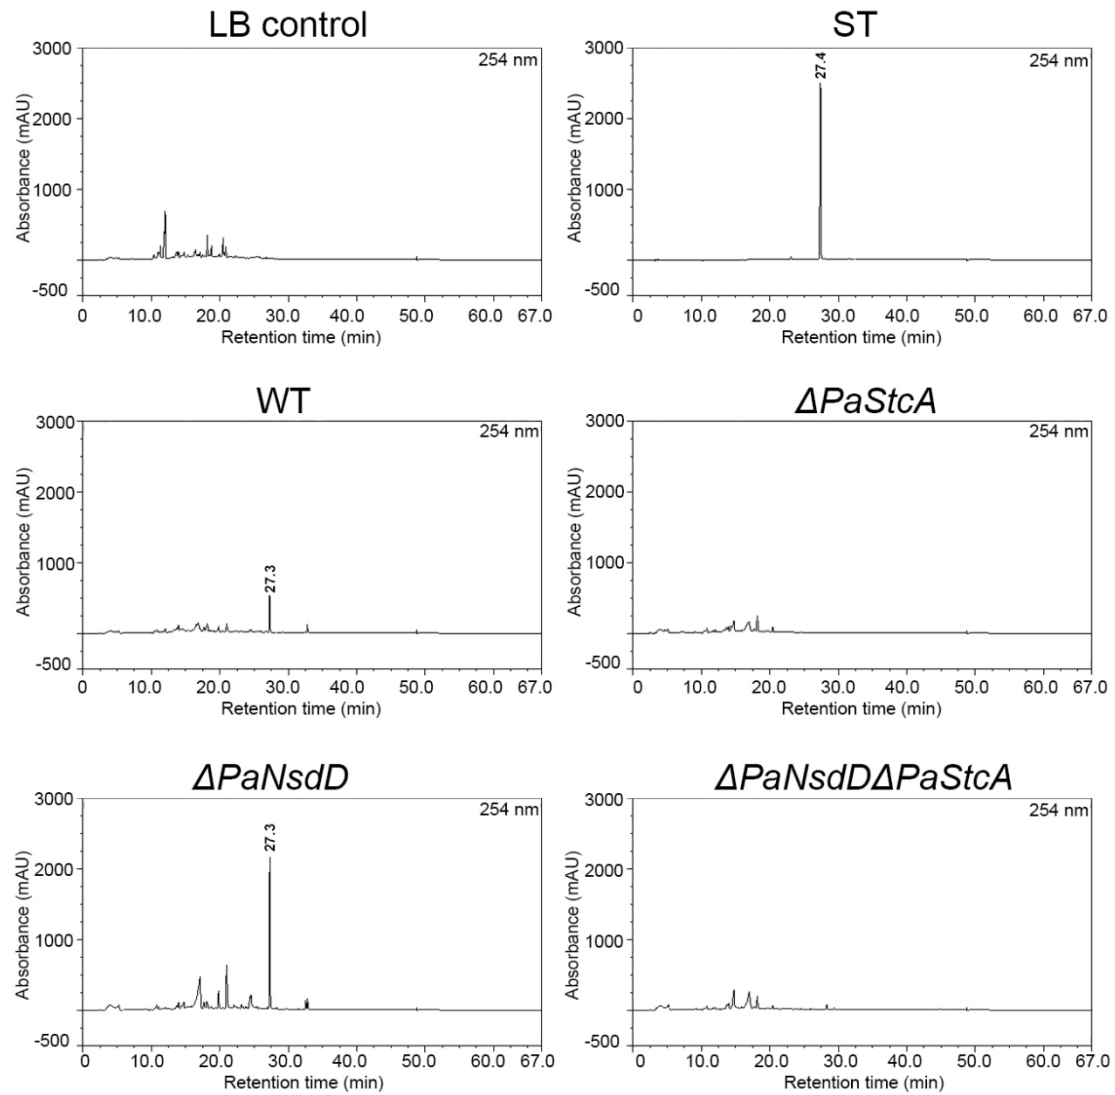 LB control
3000
2000
1000
-500
Absorbance (mAU)
254 nm
0 10.0 20.0 30.0 40.0 50.0 60.0 67.0
Retention time (min)
ST
3000
2000
1000
-500
Absorbance (mAU)
27.4
254 nm
0 10.0 20.0 30.0 40.0 50.0 60.0 67.0
Retention time (min)
WT
3000
2000
1000
-500
Absorbance (mAU)
27.3
254 nm
0 10.0 20.0 30.0 40.0 50.0 60.0 67.0
Retention time (min)
ΔPaStcA
3000
2000
1000
-500
Absorbance (mAU)
254 nm
0 10.0 20.0 30.0 40.0 50.0 60.0 67.0
Retention time (min)
ΔPaNsdD
3000
2000
1000
-500
Absorbance (mAU)
27.3
254 nm
0 10.0 20.0 30.0 40.0 50.0 60.0 67.0
Retention time (min)
ΔPaNsdDΔPaStcA
3000
2000
1000
-500
Absorbance (mAU)
254 nm
0 10.0 20.0 30.0 40.0 50.0 60.0 67.0
Retention time (min)